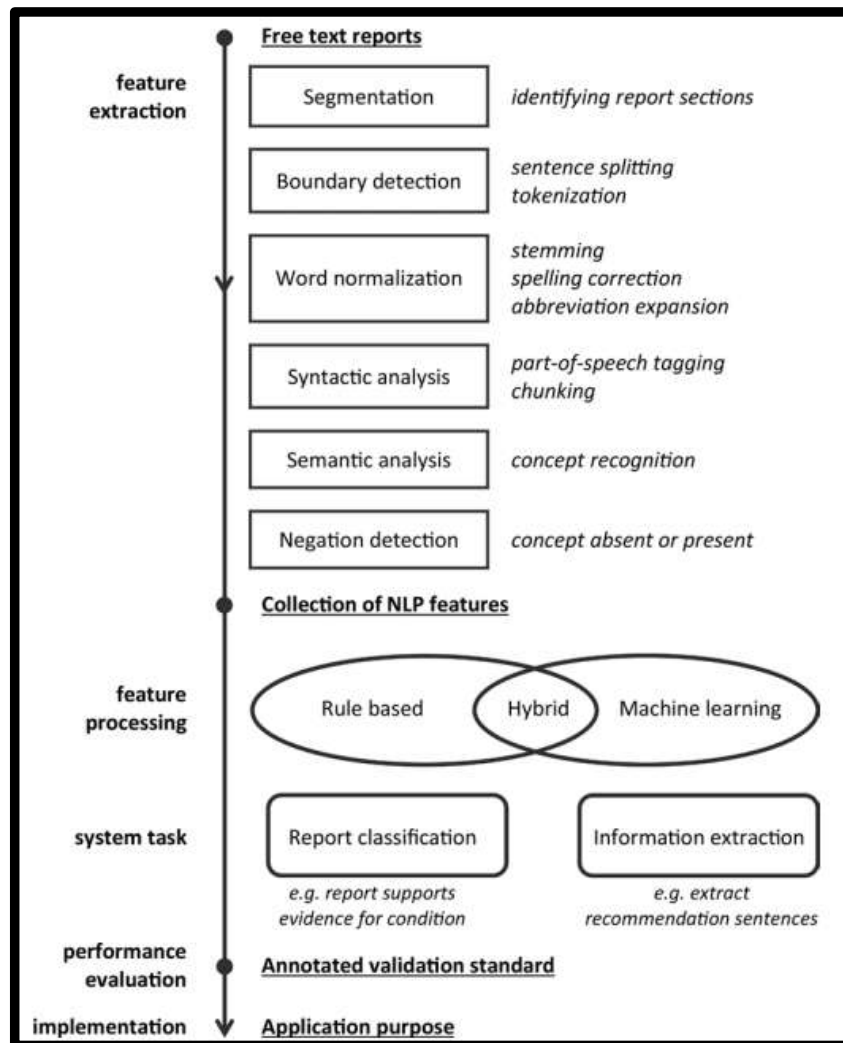 Free text reports
feature
extraction
Segmentation
identifying report sections
Boundary detection
sentence splitting
tokenization
Word normalization
stemming
spelling correction
abbreviation expansion
Syntactic analysis
part-of-speech tagging
chunking
Semantic analysis
concept recognition
Negation detection
concept absent or present
Collection of NLP features
feature
processing
Rule based
Hybrid
Machine learning
system task
Report classification
Information extraction
e.g. report supports
evidence for condition
e.g. extract
recommendation sentences
performance
evaluation
Annotated validation standard
implementation
Application purpose